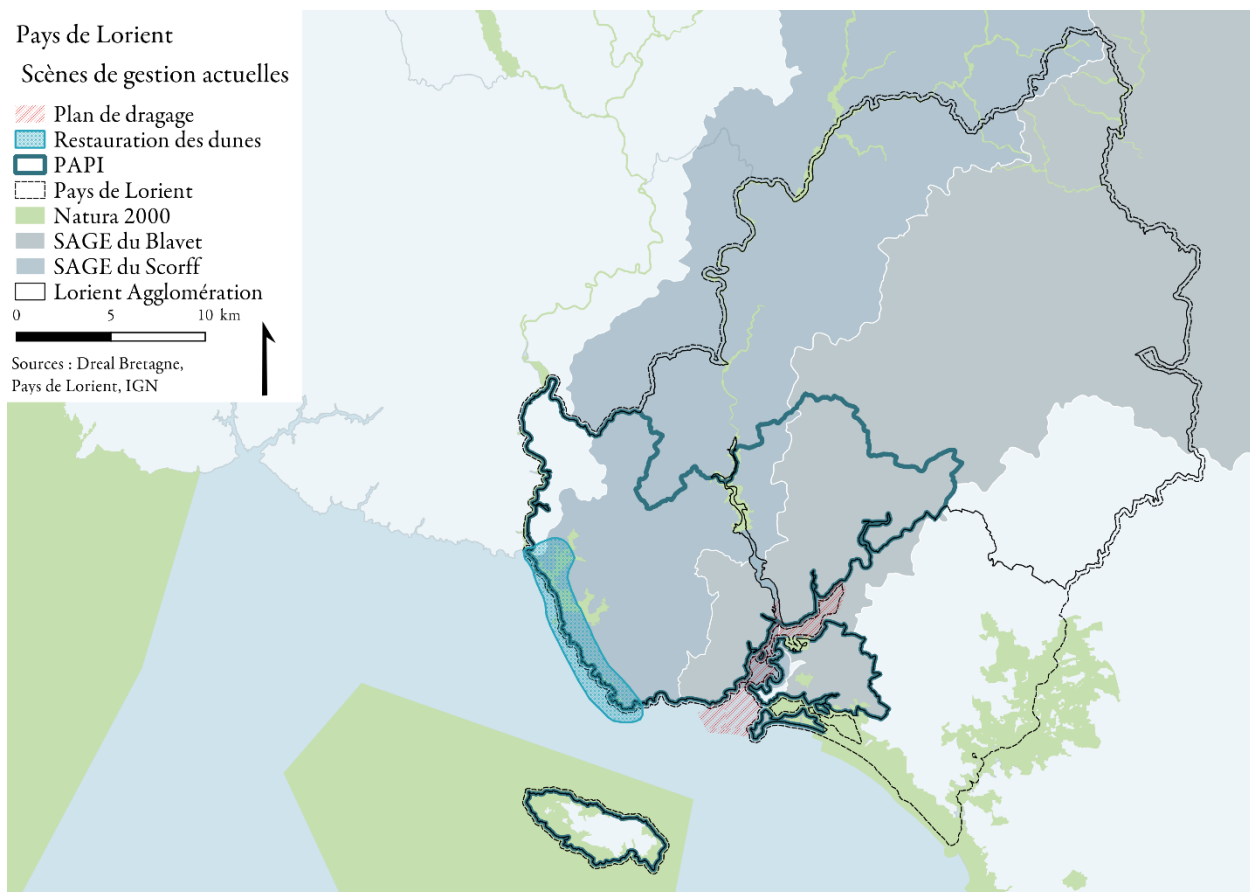 Pays de Lorient
Scènes de gestion actuelles
Plan de dragage
Restauration des dunes
PAPI
Pays de Lorient
Natura 2000
SAGE du Blavet
SAGE du Scorff
Lorient Agglomération
0 5 10 km
Sources : Dreal Bretagne,
Pays de Lorient, IGN